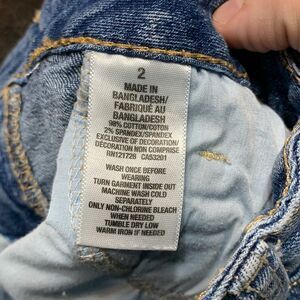 2
MADE IN
BANGLADESH/
FABRIQUÉ AU
BANGLADESH
98% COTTON/COTON
2% SPANDEX/SPANDEX
EXCLUSIVE OF DECORATION/
DÉCORATION NON COMPRISE
RN121728 CA53201
WASH ONCE BEFORE
WEARING
TURN GARMENT INSIDE OUT
MACHINE WASH COLD
SEPARATELY
ONLY NON-CHLORINE BLEACH
WHEN NEEDED
TUMBLE DRY LOW
WARM IRON IF NEEDED